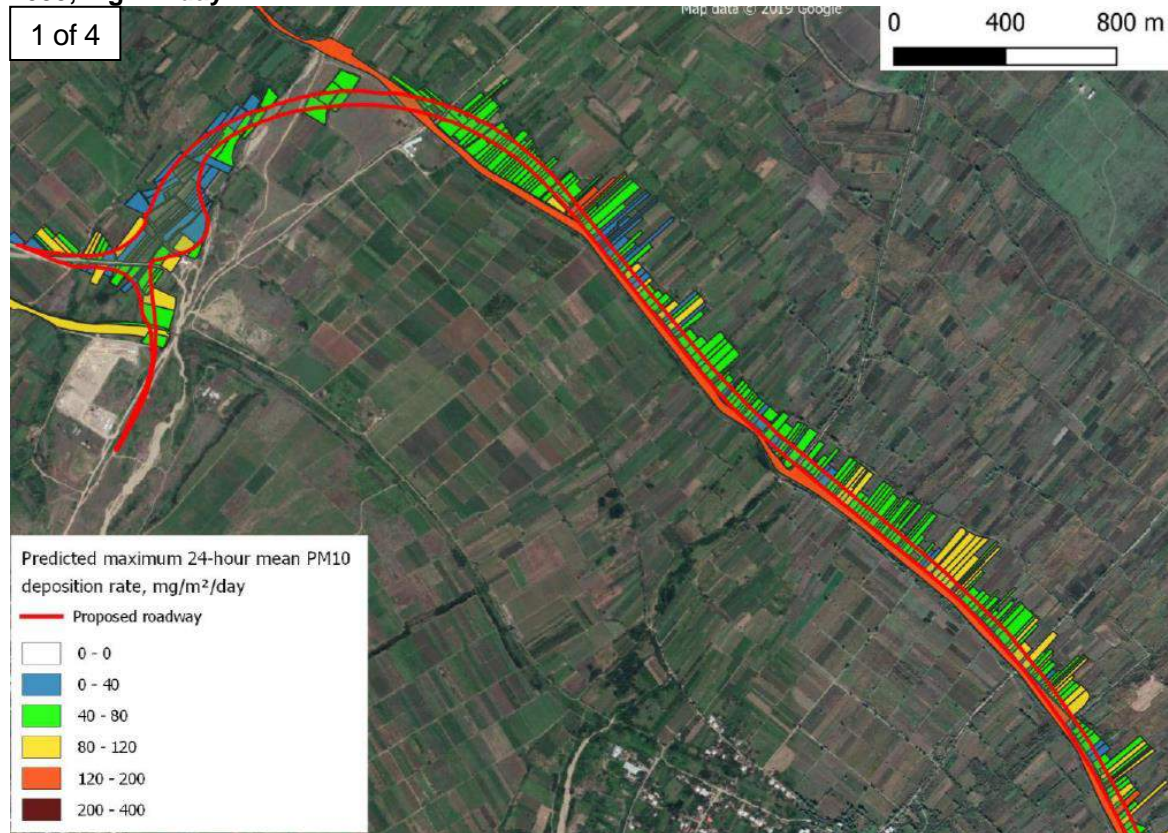 1 of 4
Map data © 2019 Google
0 400 800 m
Predicted maximum 24-hour mean PM10
deposition rate, mg/m²/day
Proposed roadway
0 - 0
0 - 40
40 - 80
80 - 120
120 - 200
200 - 400